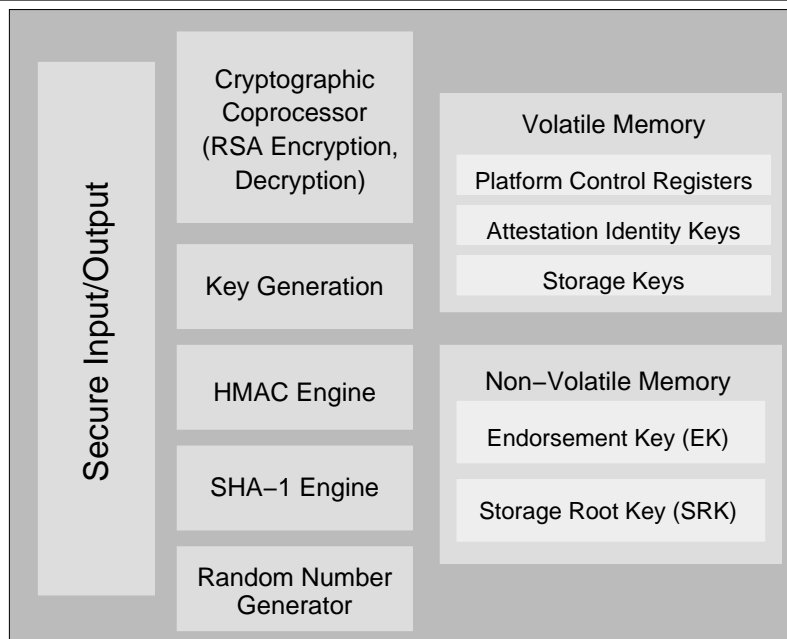 Secure Input/Output
Cryptographic
Coprocessor
(RSA Encryption,
Decryption)
Key Generation
HMAC Engine
SHA−1 Engine
Random Number
Generator
Volatile Memory
Platform Control Registers
Attestation Identity Keys
Storage Keys
Non−Volatile Memory
Endorsement Key (EK)
Storage Root Key (SRK)